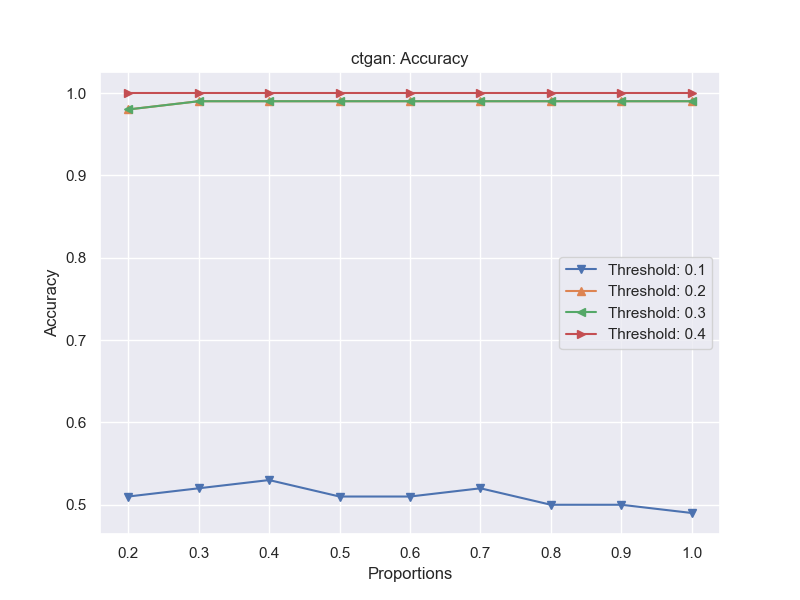 ctgan: Accuracy
1.0
0.9
0.8
0.7
0.6
0.5
Accuracy
Threshold: 0.1
Threshold: 0.2
Threshold: 0.3
Threshold: 0.4
0.2 0.3 0.4 0.5 0.6 0.7 0.8 0.9 1.0
Proportions